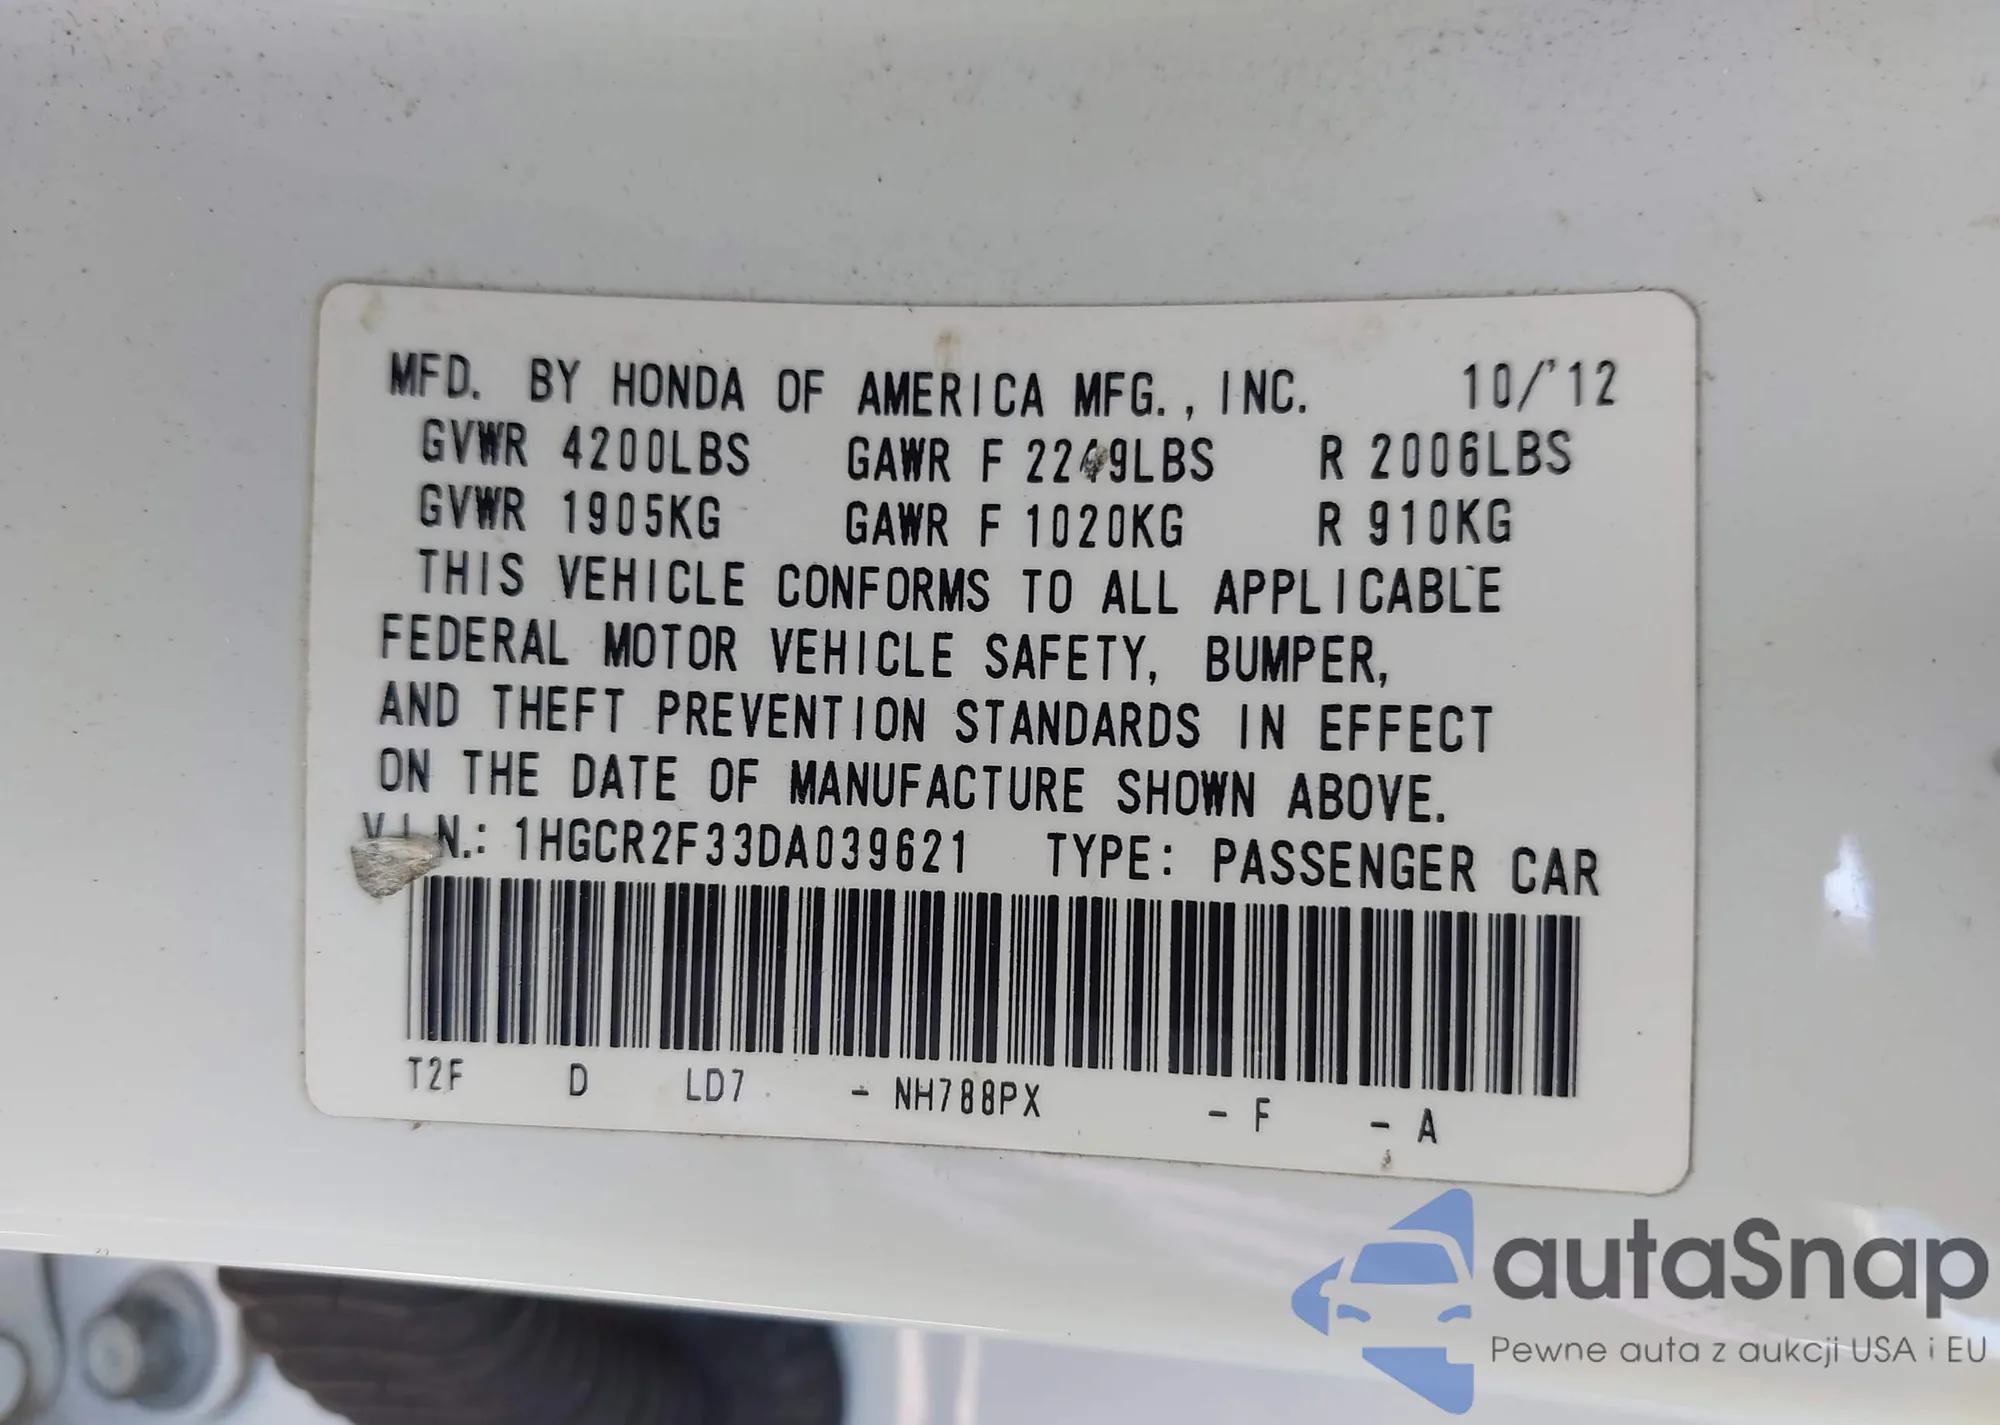 MFD. BY HONDA OF AMERICA MFG., INC. 10/'12
GVWR 4200LBS GAWR F 2249LBS R 2006LBS
GVWR 1905KG GAWR F 1020KG R 910KG
THIS VEHICLE CONFORMS TO ALL APPLICABLE
FEDERAL MOTOR VEHICLE SAFETY, BUMPER,
AND THEFT PREVENTION STANDARDS IN EFFECT
ON THE DATE OF MANUFACTURE SHOWN ABOVE.
V.I.N.: 1HGCR2F33DA039621 TYPE: PASSENGER CAR
T2F D LD7 - NH788PX - F - A
autaSnap
Pewne auta z aukcji USA i EU